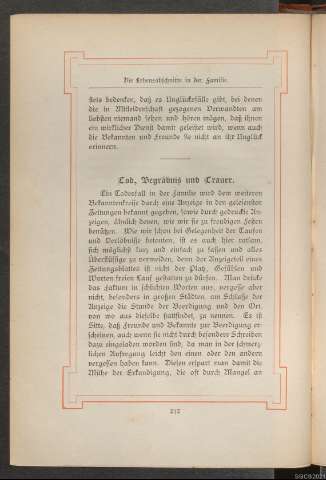 Die Lebensabschnitte in der Familie.
stets bedenken, daß es Unglücksfälle gibt, bei denen
die in Mitleidenschaft gezogenen Verwandten am
liebsten niemand sehen und hören mögen, daß ihnen
ein wirklicher Dienst damit geleistet wird, wenn auch
die Bekannten und Freunde sie nicht an ihr Unglück
erinnern.
Tod, Begräbnis und Trauer.
Ein Todesfall in der Familie wird dem weiteren
Bekanntenkreise durch eine Anzeige in den gelesensten
Zeitungen bekannt gegeben, sowie durch gedruckte An-
zeigen, ähnlich denen, wie wir sie zu freudigen Festen
benützen. Wie wir schon bei Gelegenheit der Taufen
und Verlöbnisse betonten, ist es auch hier ratsam,
sich möglichst kurz und einfach zu fassen und alles
Überflüssige zu vermeiden, denn der Anzeigeteil eines
Zeitungsblattes ist nicht der Platz, Gefühlen und
Worten freien Lauf gestatten zu dürfen. Man drücke
das Faktum in schlichten Worten aus, vergesse aber
nicht, besonders in großen Städten, am Schlusse der
Anzeige die Stunde der Beerdigung und den Ort,
von wo aus dieselbe stattfindet, zu nennen. Es ist
Sitte, daß Freunde und Bekannte zur Beerdigung er-
scheinen, auch wenn sie nicht durch besondere Schreiben
dazu eingeladen worden sind, da man in der schmerz-
lichen Aufregung leicht den einen oder den andern
vergessen haben kann. Vielen erspart man damit die
Mühe der Erkundigung, die oft durch Mangel an
212